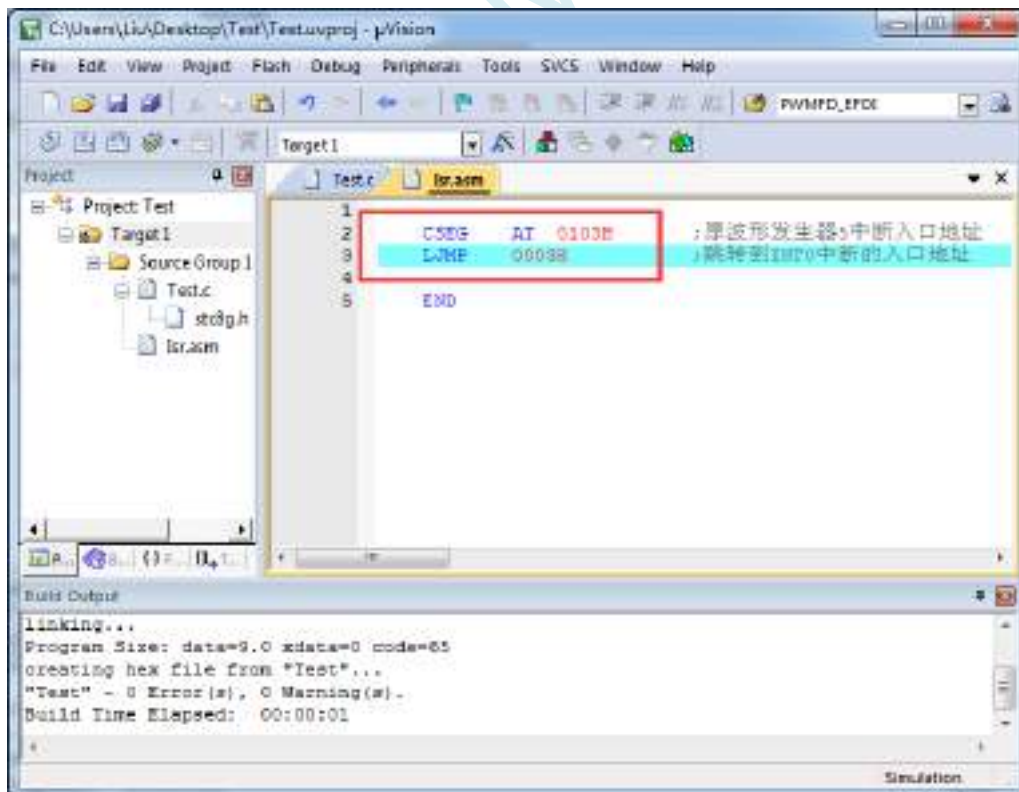 C:\Users\Liu\Desktop\Test\Test.uvproj - µVision
File Edit View Project Flash Debug Peripherals Tools SVCS Window Help
PWMFD_EFDI
Target 1
Project
Test.c
Isr.asm
Project: Test
Target 1
Source Group 1
Test.c
stc8g.h
Isr.asm
1
2 CSEG AT 0103H ;原波形发生器5中断入口地址
3 LJMP 0003H ;跳转到INT0中断的入口地址
4
5 END
Build Output
linking...
Program Size: data=9.0 xdata=0 code=65
creating hex file from "Test"...
"Test" - 0 Error(s), 0 Warning(s).
Build Time Elapsed: 00:00:01
Simulation